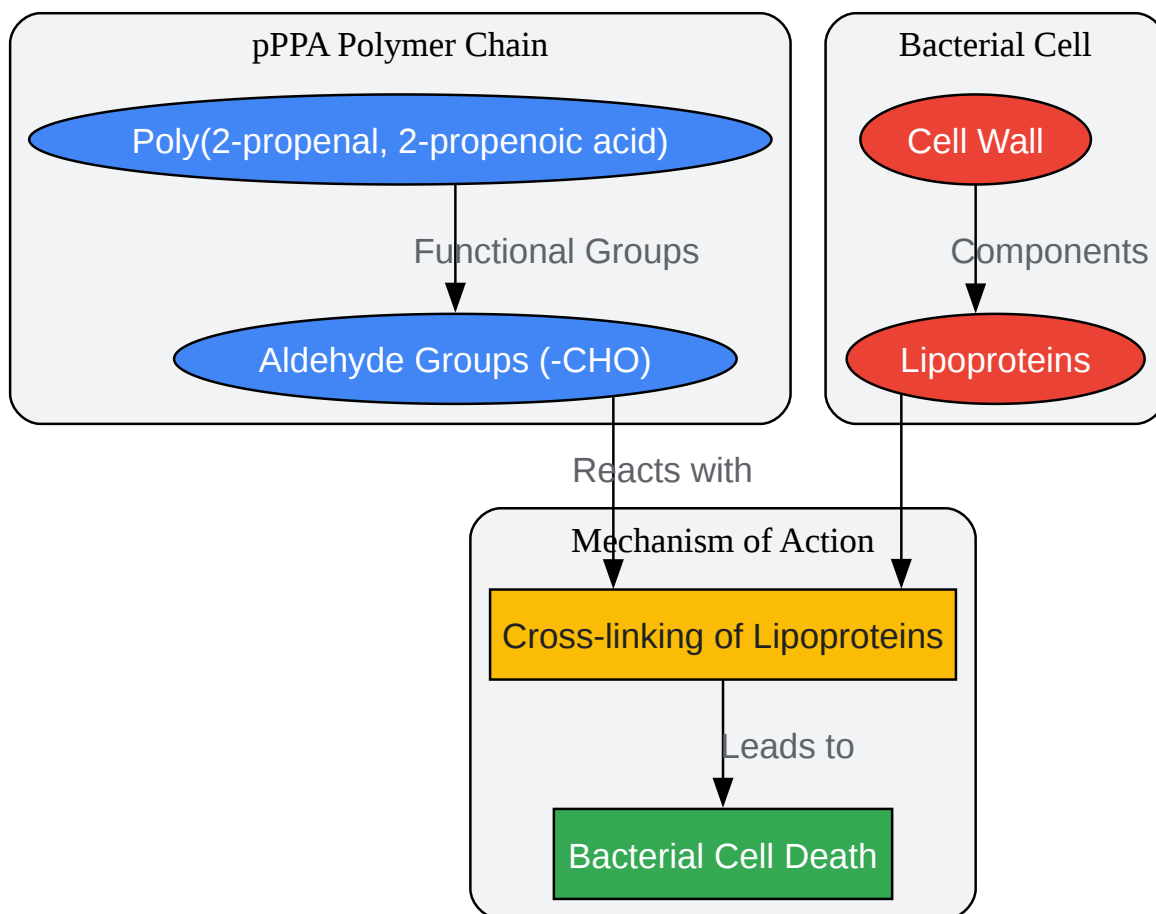 pPPA Polymer Chain
Poly(2-propenal, 2-propenoic acid)
Functional Groups
Aldehyde Groups (-CHO)
Bacterial Cell
Cell Wall
Components
Lipoproteins
Reacts with
Mechanism of Action
Cross-linking of Lipoproteins
Leads to
Bacterial Cell Death